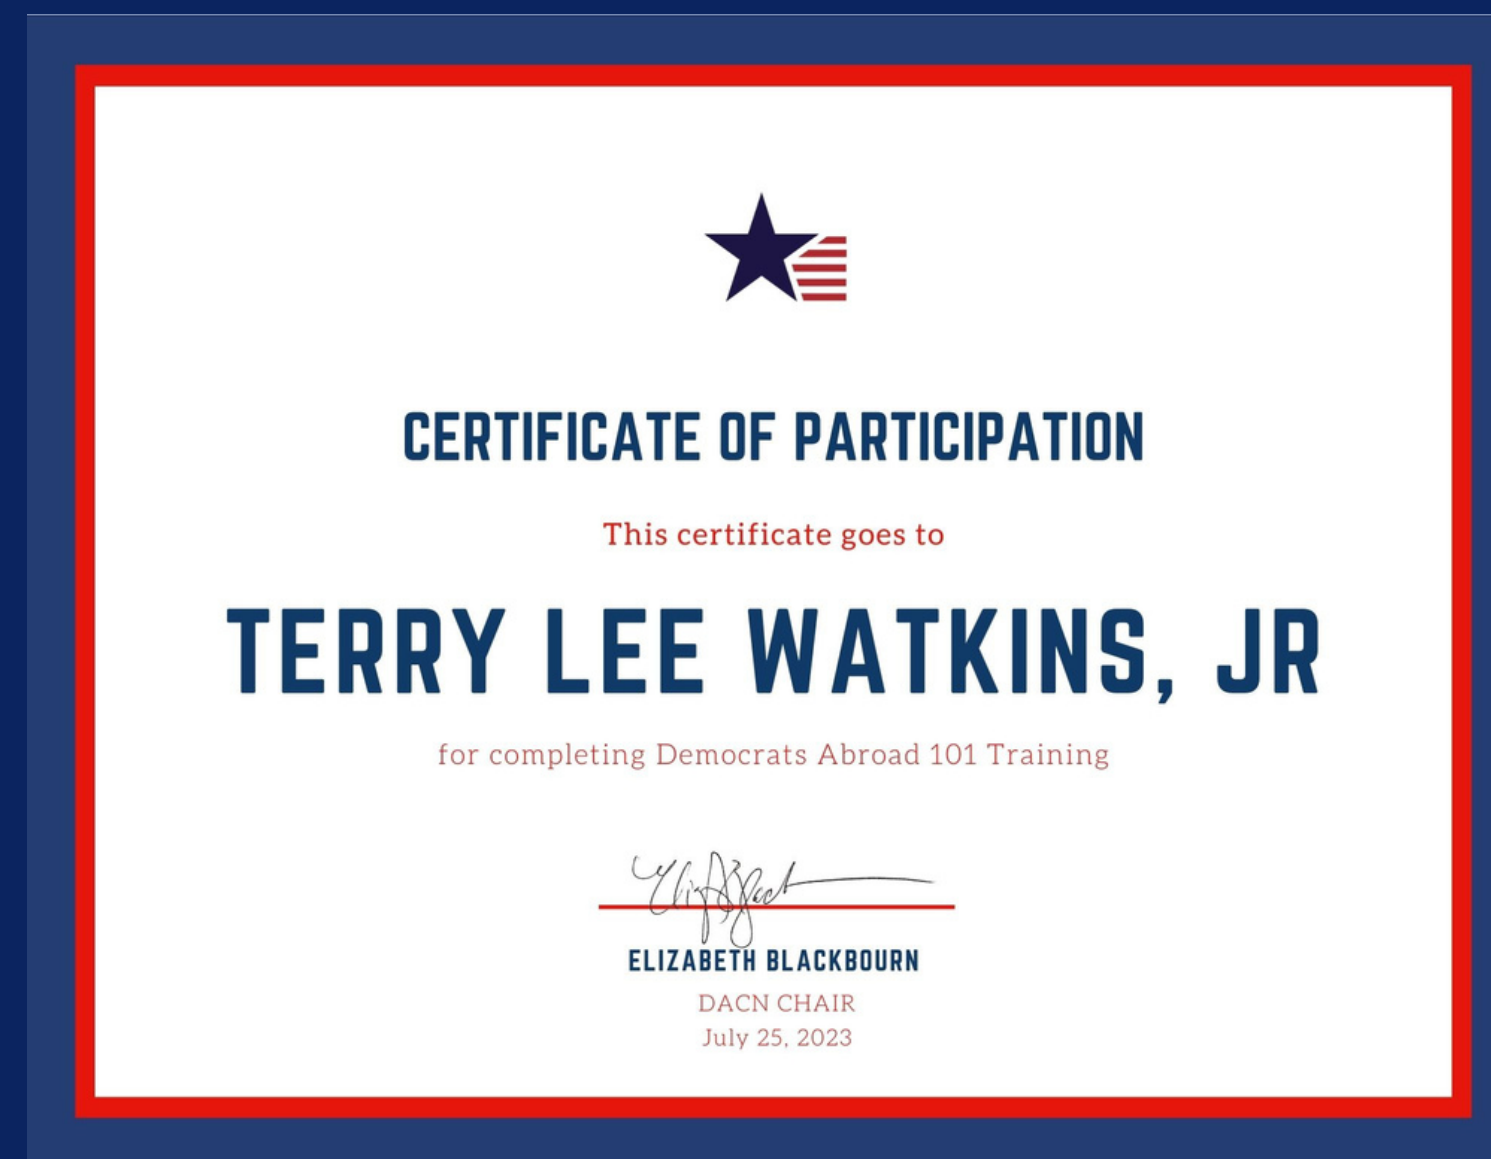 CERTIFICATE OF PARTICIPATION
This certificate goes to
TERRY LEE WATKINS, JR
for completing Democrats Abroad 101 Training
ELIZABETH BLACKBOURN
DACN CHAIR
July 25, 2023